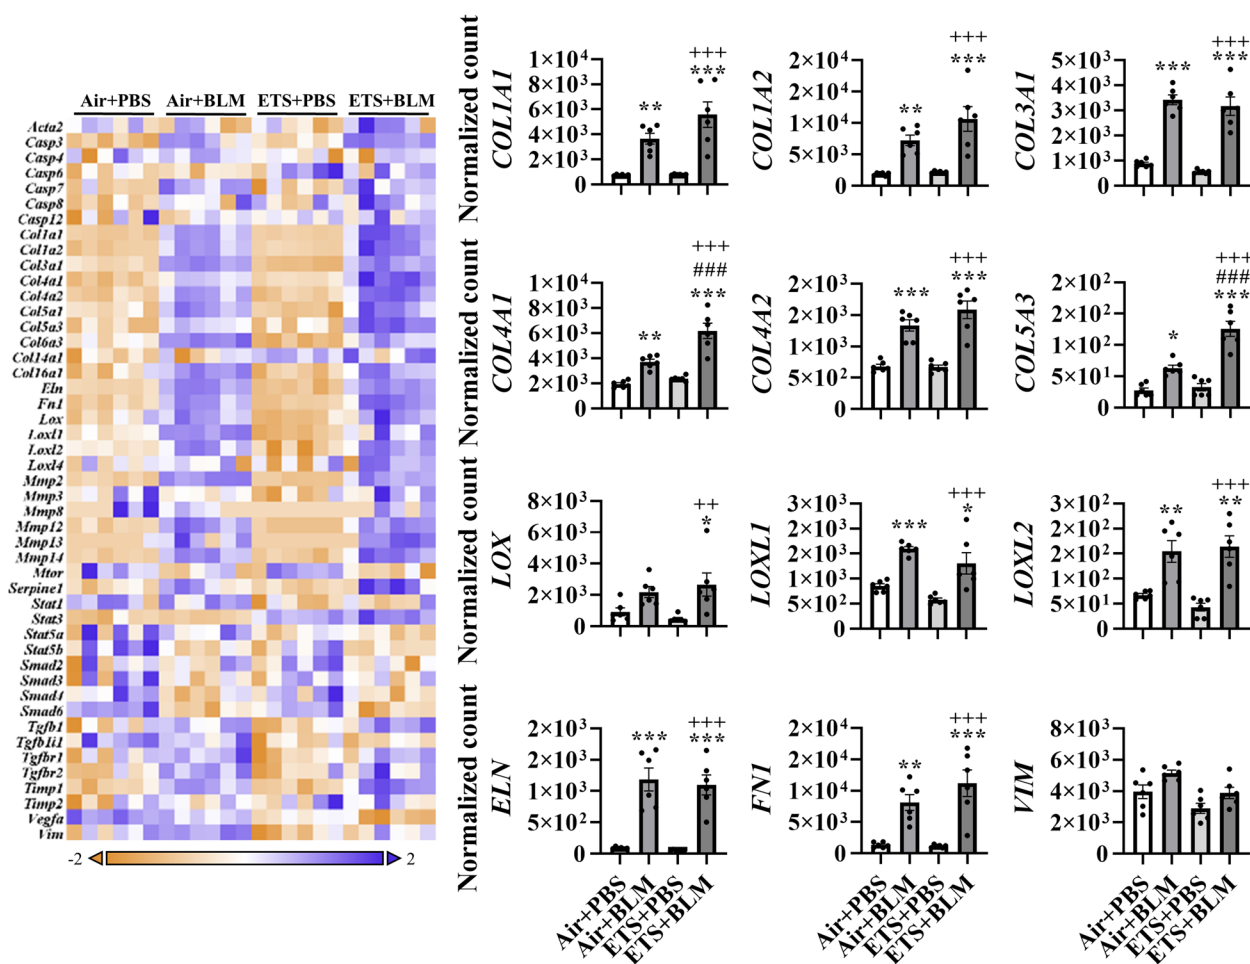 Air+PBS Air+BLM ETS+PBS ETS+BLM
Acta2
Casp3
Casp4
Casp6
Casp7
Casp8
Casp12
Col1a1
Col1a2
Col3a1
Col4a1
Col4a2
Col5a1
Col5a3
Col6a3
Col14a1
Col16a1
Eln
Fn1
Lox
Loxl1
Loxl2
Loxl4
Mmp2
Mmp3
Mmp8
Mmp12
Mmp13
Mmp14
Mtor
Serpine1
Stat1
Stat3
Stat5a
Stat5b
Smad2
Smad3
Smad4
Smad6
Tgfb1
Tgfb1i1
Tgfbr1
Tgfbr2
Timp1
Timp2
Vegfa
Vim
-2 2
Normalized count
COL1A1
1×10⁴
8×10³
6×10³
4×10³
2×10³
0
**
+++
***
COL1A2
2×10⁴
2×10⁴
1×10⁴
5×10³
0
**
+++
***
COL3A1
5×10³
4×10³
3×10³
2×10³
1×10³
0
***
+++
***
Normalized count
COL4A1
1×10⁴
8×10³
6×10³
4×10³
2×10³
0
**
+++
###
***
COL4A2
2×10³
2×10³
1×10³
5×10²
0
***
+++
***
COL5A3
2×10²
2×10²
1×10²
5×10¹
0
*
+++
###
***
Normalized count
LOX
8×10³
6×10³
4×10³
2×10³
0
++
*
LOXL1
3×10³
2×10³
2×10³
1×10³
5×10²
0
***
+++
*
LOXL2
3×10²
2×10²
2×10²
1×10²
5×10¹
0
**
+++
**
Normalized count
ELN
2×10³
1×10³
5×10²
0
***
+++
***
FN1
2×10⁴
2×10⁴
1×10⁴
5×10³
0
**
+++
***
VIM
8×10³
6×10³
4×10³
2×10³
0
Air+PBS
Air+BLM
ETS+PBS
ETS+BLM
Air+PBS
Air+BLM
ETS+PBS
ETS+BLM
Air+PBS
Air+BLM
ETS+PBS
ETS+BLM